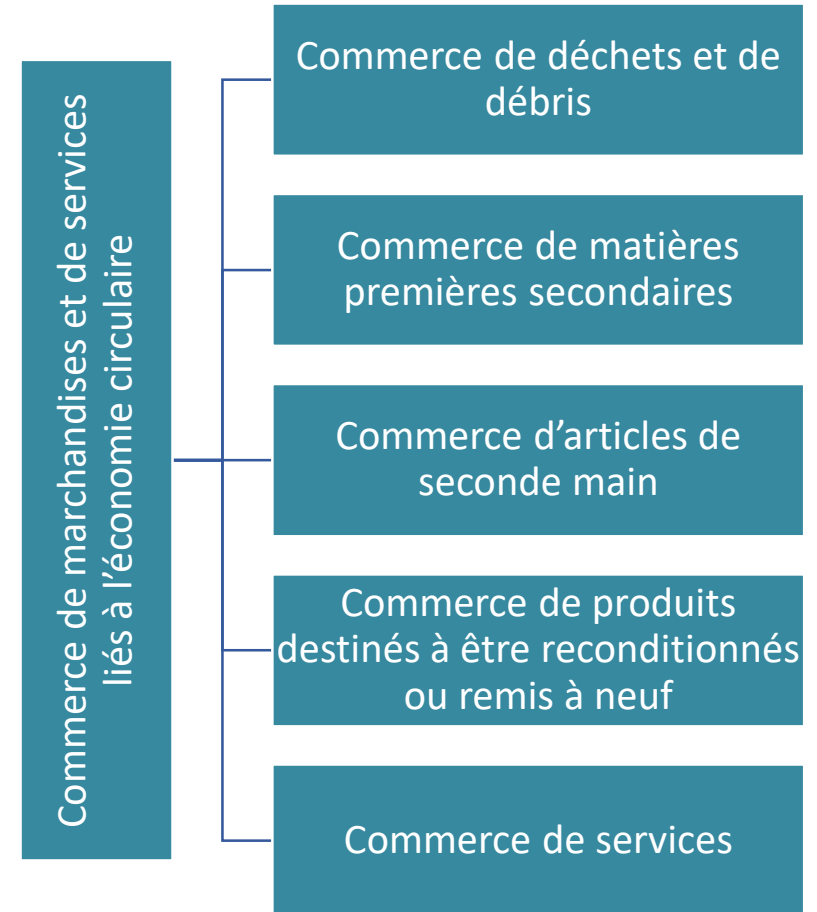 Commerce de marchandises et de services
liés à l’économie circulaire
Commerce de déchets et de
débris
Commerce de matières
premières secondaires
Commerce d’articles de
seconde main
Commerce de produits
destinés à être reconditionnés
ou remis à neuf
Commerce de services